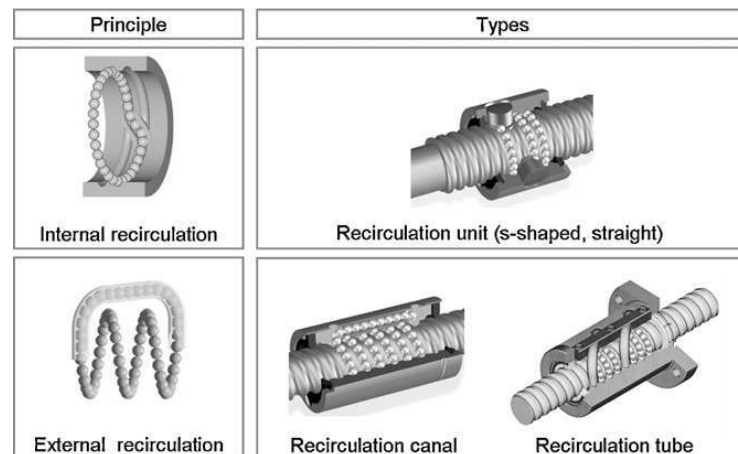 Principle
Types
Internal recirculation
Recirculation unit (s-shaped, straight)
External recirculation
Recirculation canal
Recirculation tube